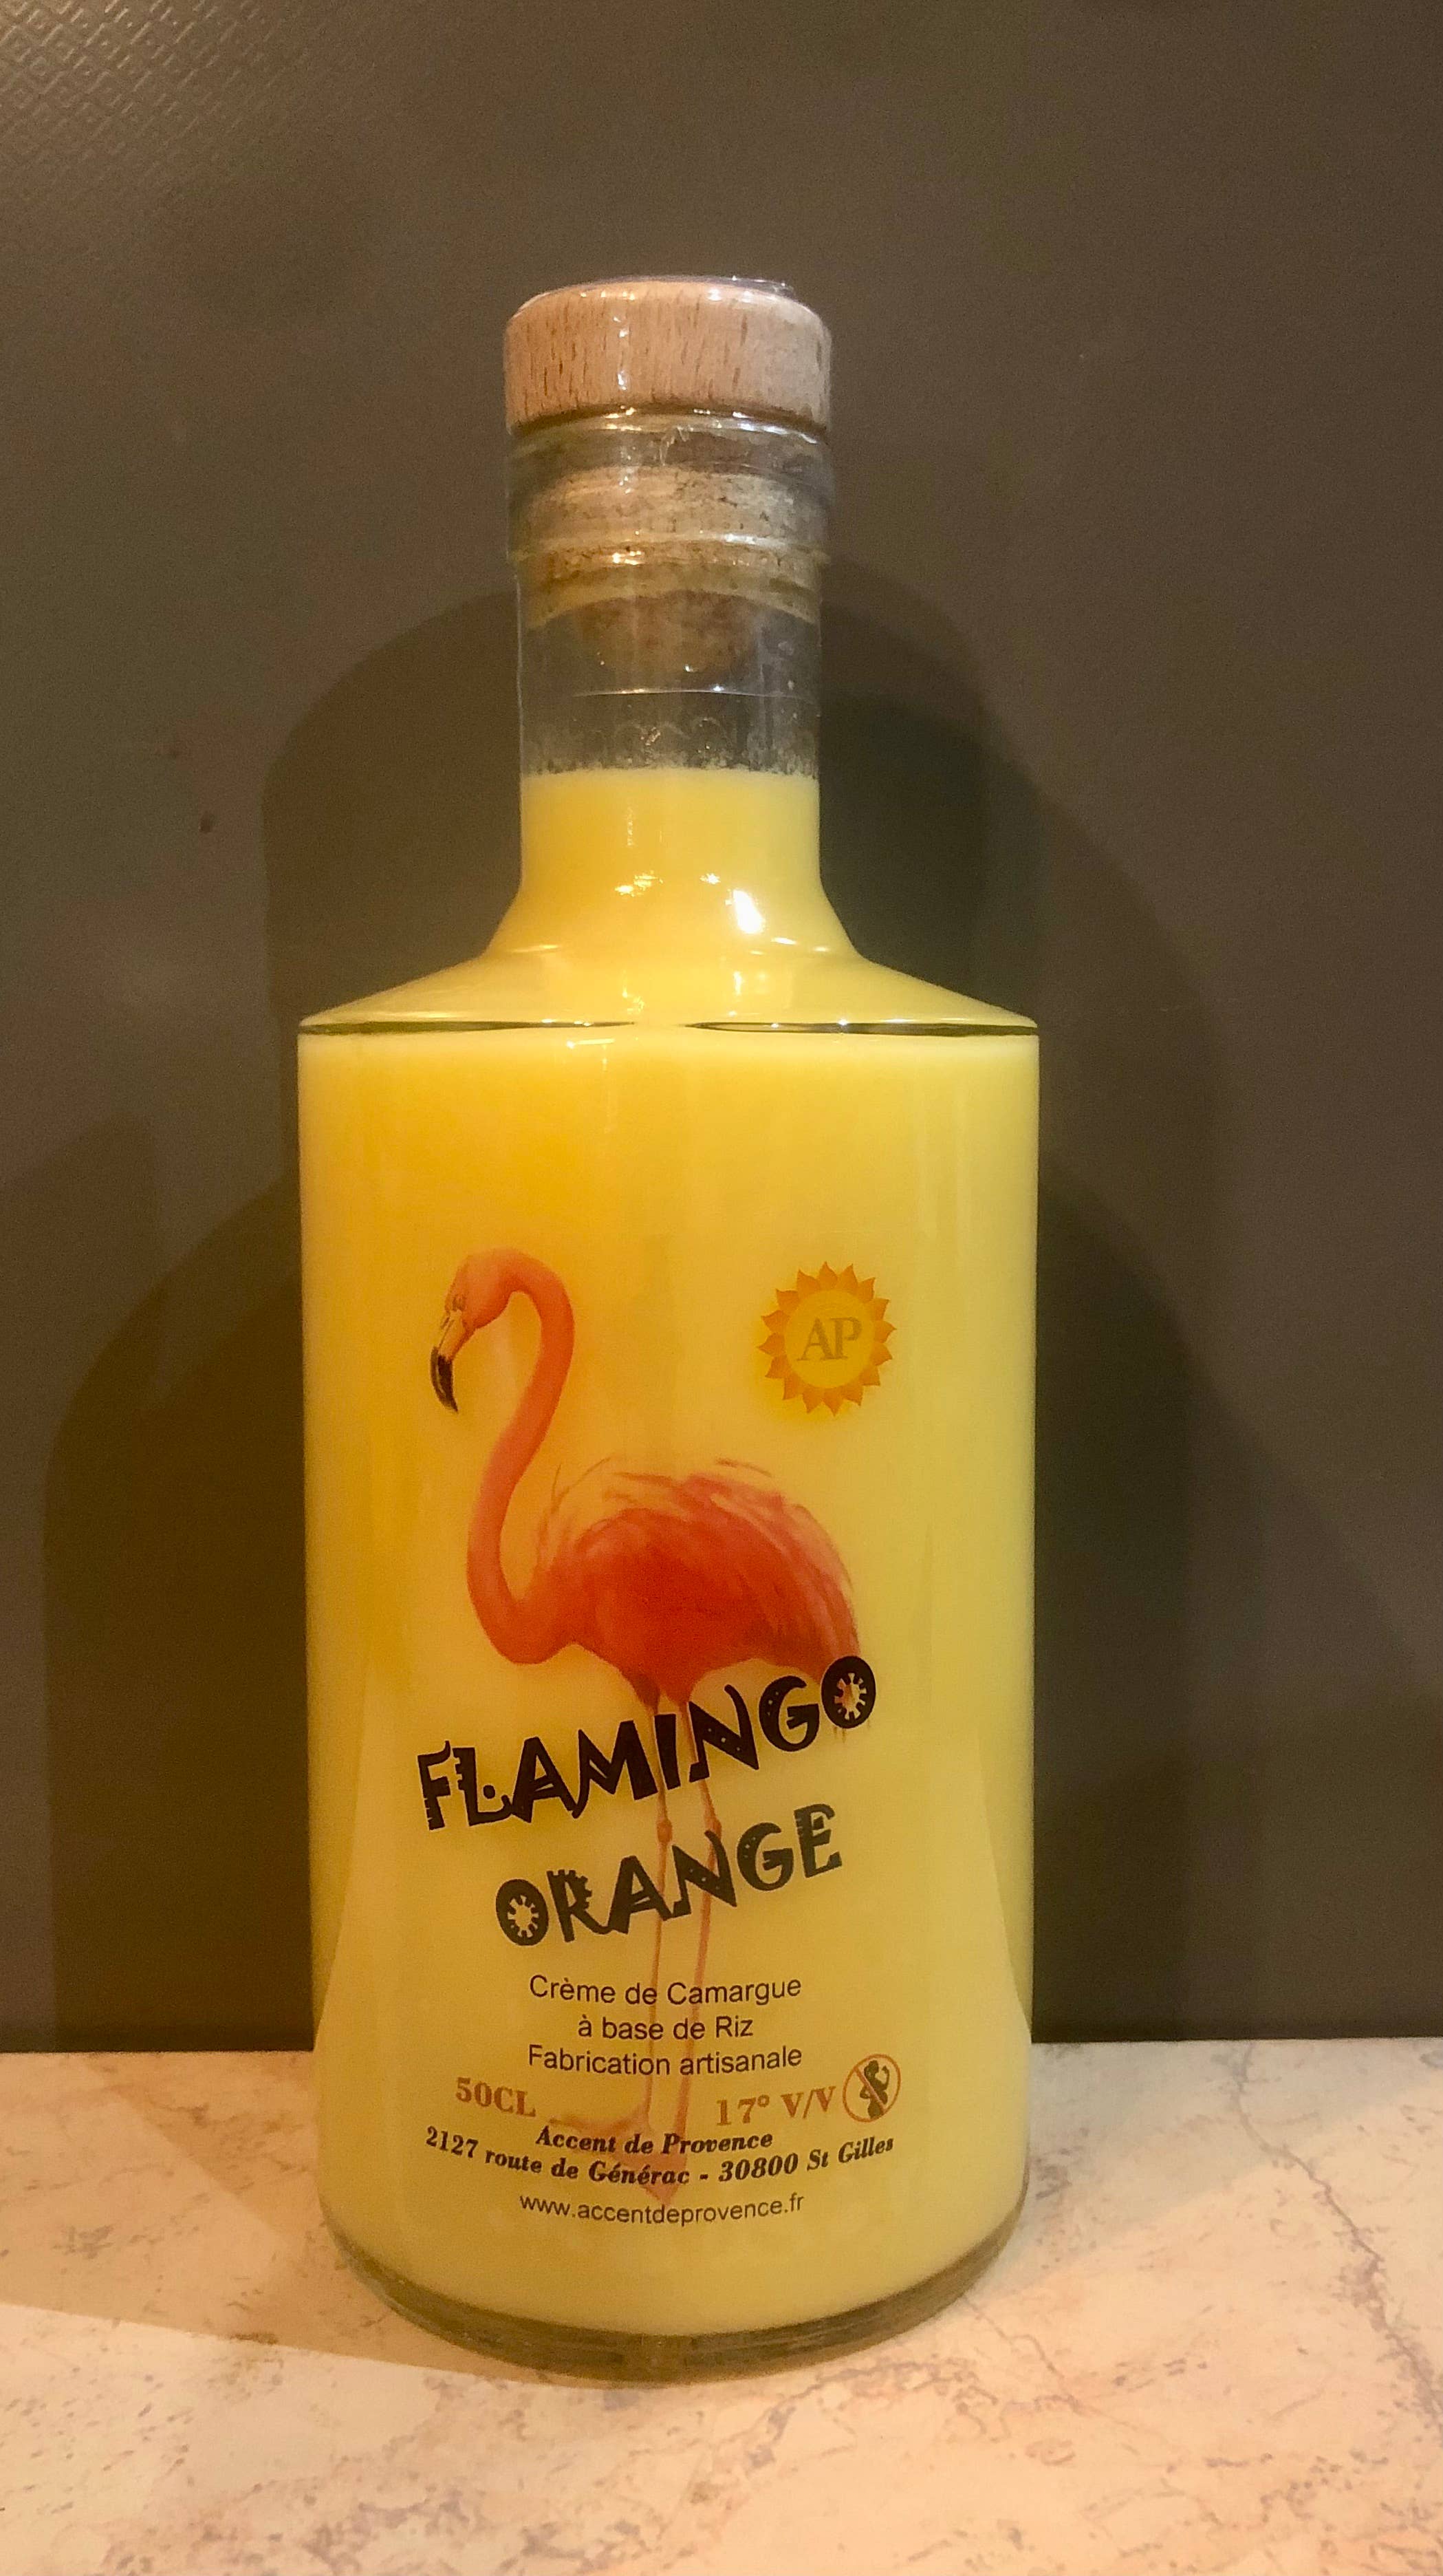 AP
FLAMINGO
ORANGE
Crème de Camargue
à base de Riz
Fabrication artisanale
50CL 17° V/V
Accent de Provence
2127 route de Générac - 30800 St Gilles
www.accentdeprovence.fr